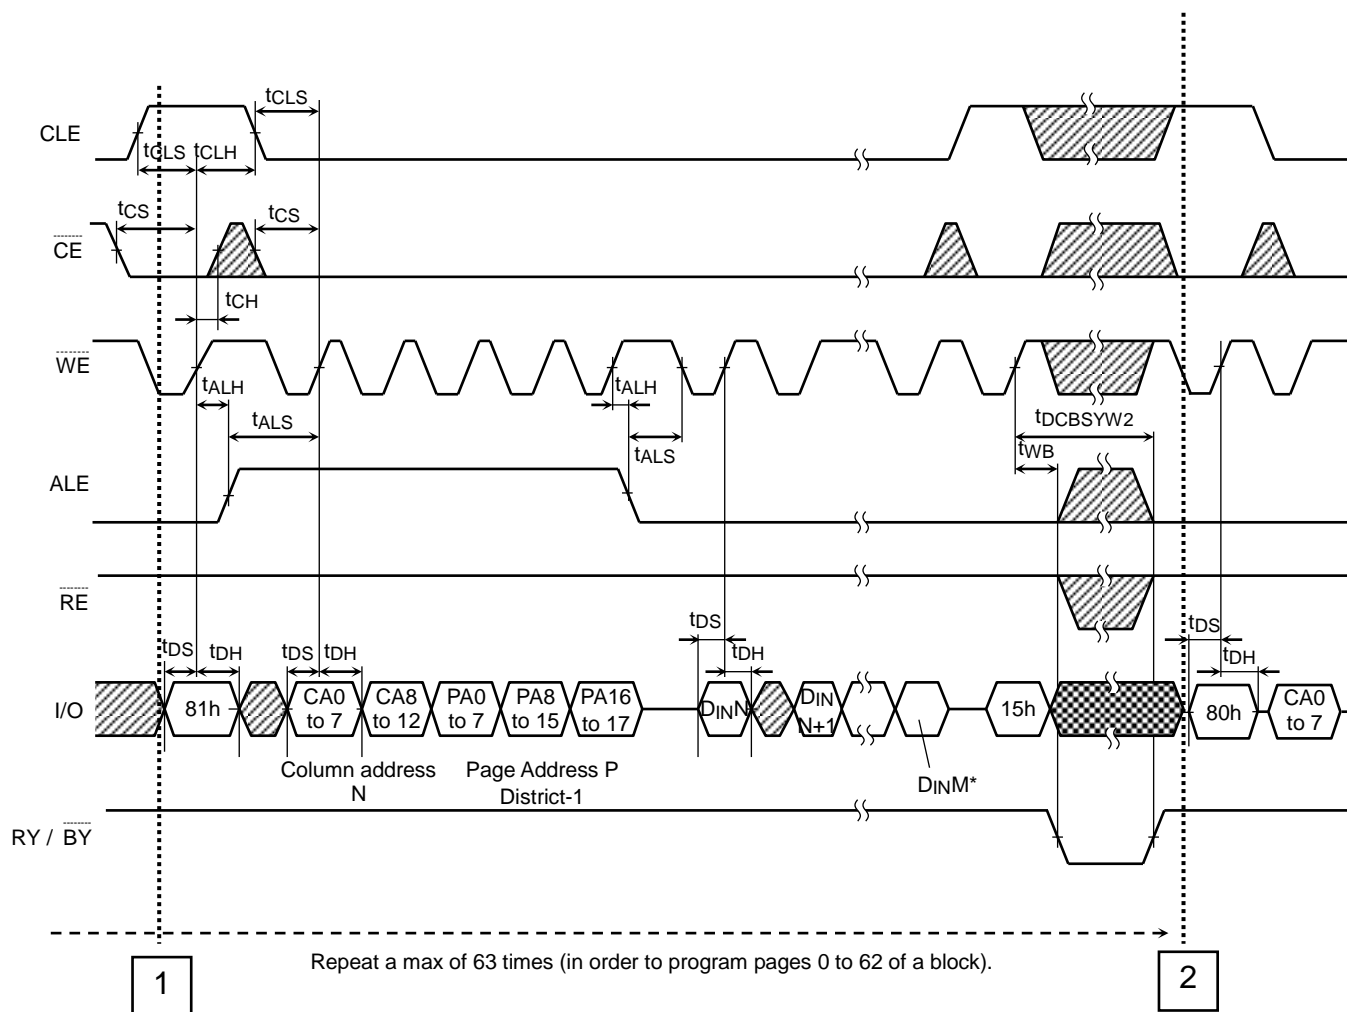 tCLS
CLE
tCLS tCLH
tCS tCS
CE
tCH
WE
tALH tALH
tDCBSYW2
tALS tALS tWB
ALE
RE
tDS tDS
tDS tDH tDS tDH tDH tDH
I/O 81h CA0 to 7 CA8 to 12 PA0 to 7 PA8 to 15 PA16 to 17 DINN DIN N+1 15h 80h CA0 to 7
Column address Page Address P DINM*
N District-1
RY / BY
Repeat a max of 63 times (in order to program pages 0 to 62 of a block).
1 2